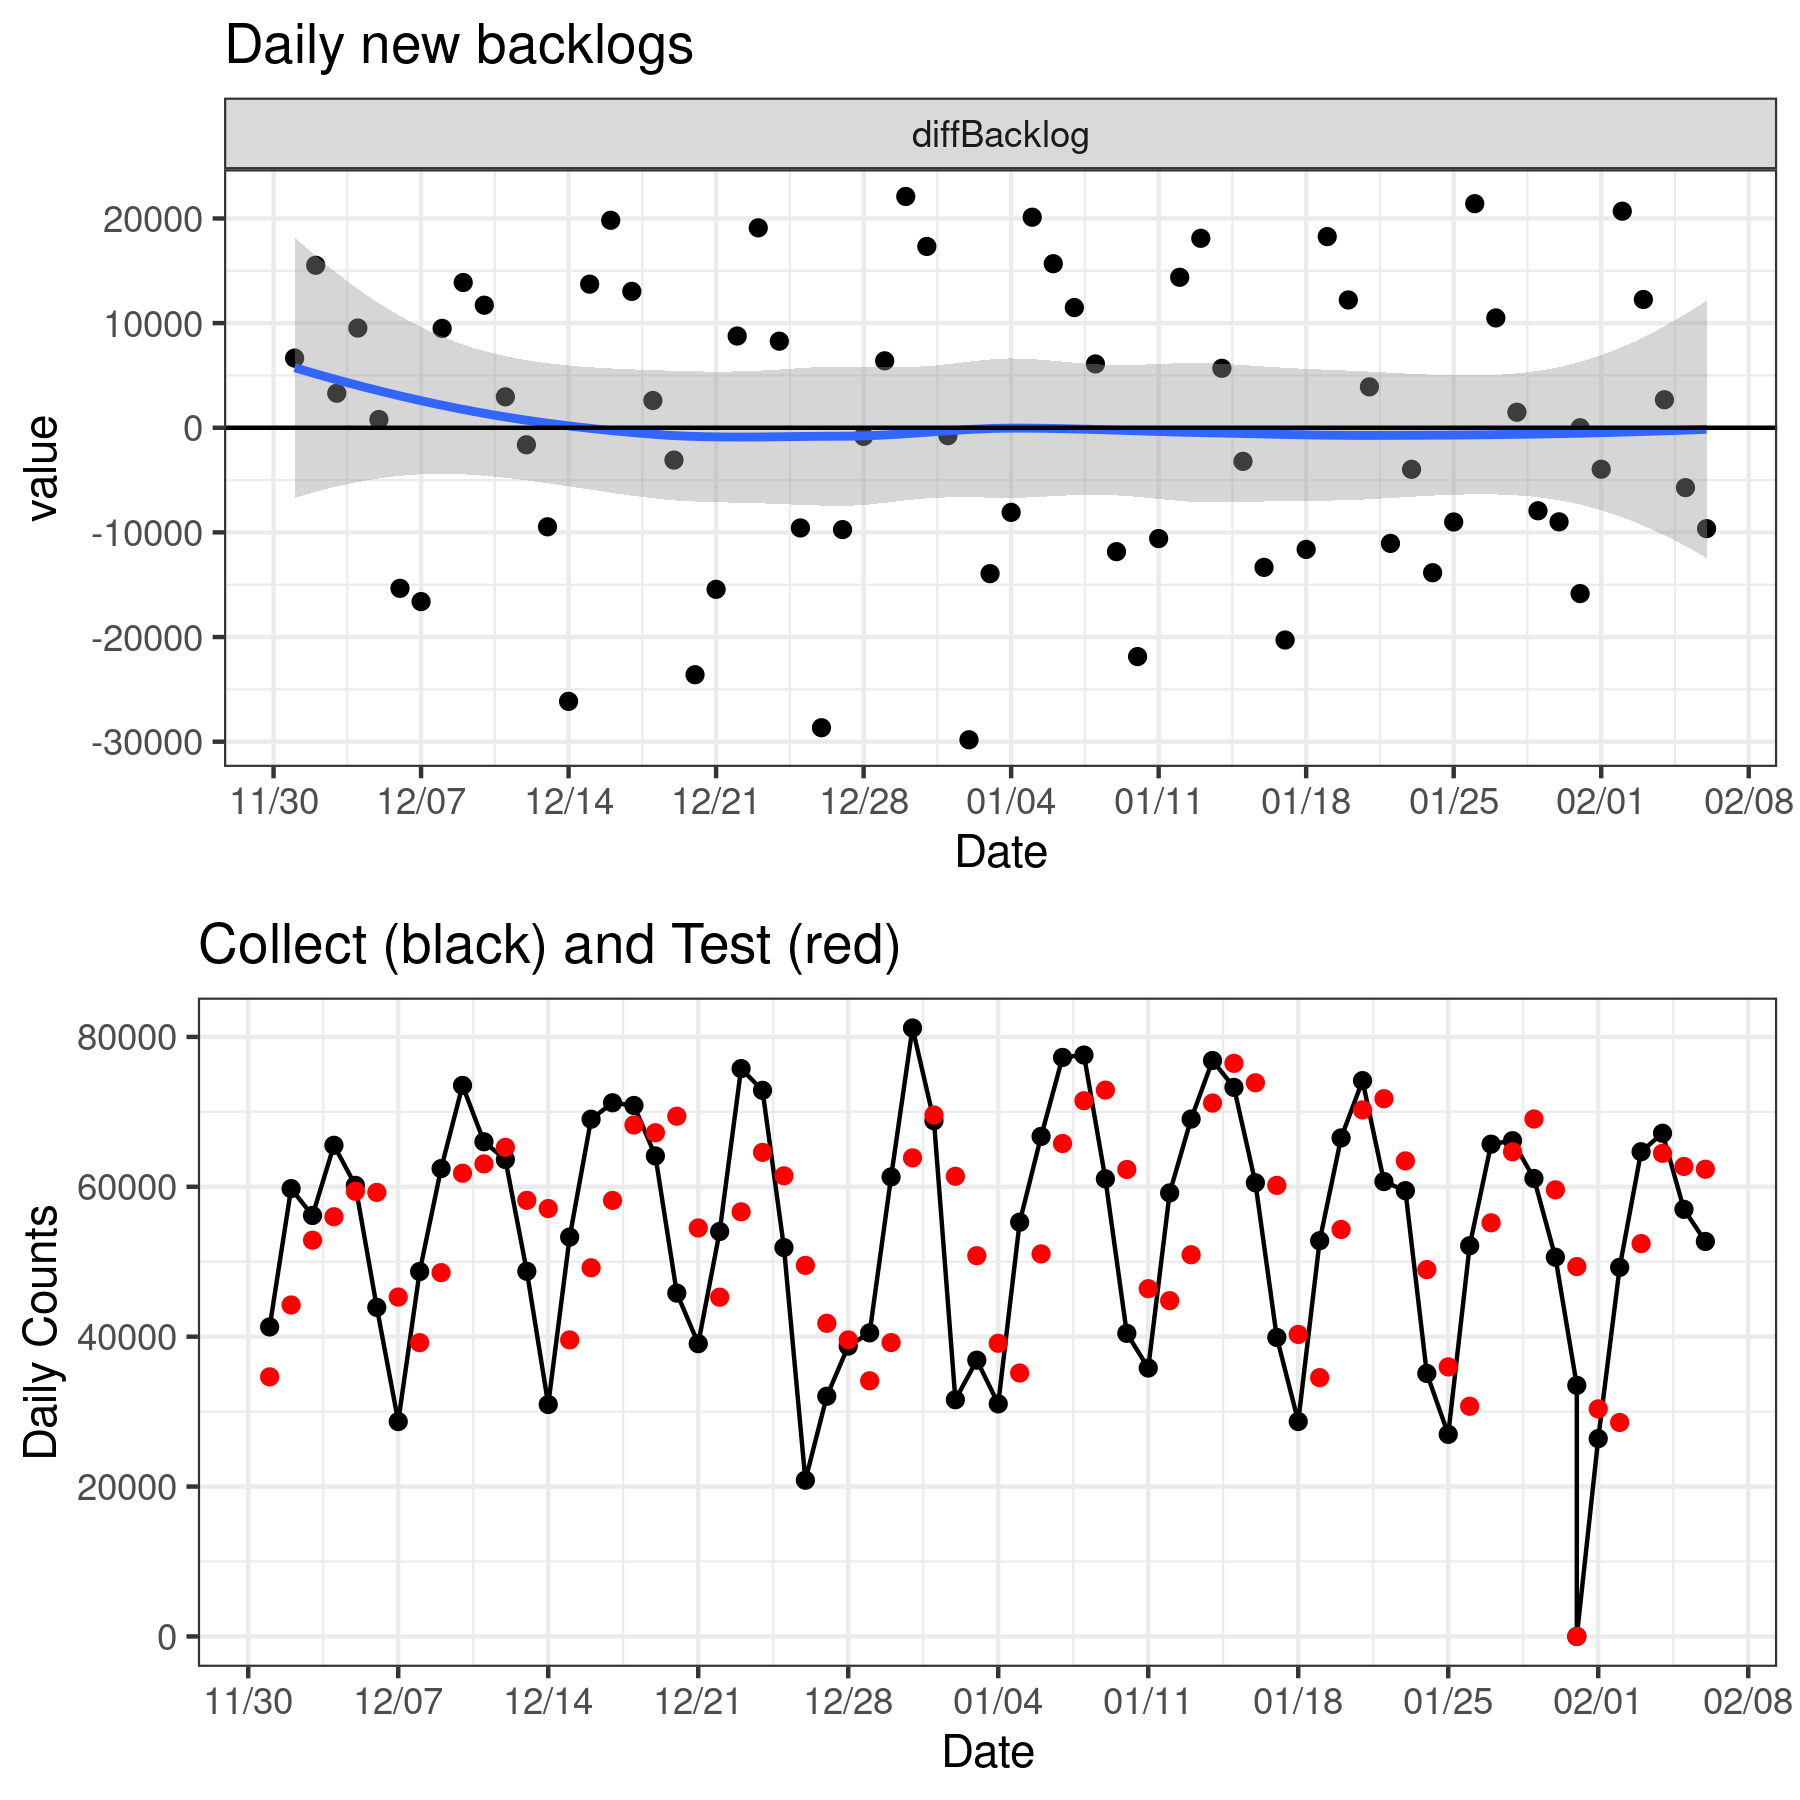 Daily new backlogs
diffBacklog
20000
10000
0
-10000
-20000
-30000
value
11/30 12/07 12/14 12/21 12/28 01/04 01/11 01/18 01/25 02/01 02/08
Date
Collect (black) and Test (red)
80000
60000
40000
20000
0
Daily Counts
11/30 12/07 12/14 12/21 12/28 01/04 01/11 01/18 01/25 02/01 02/08
Date